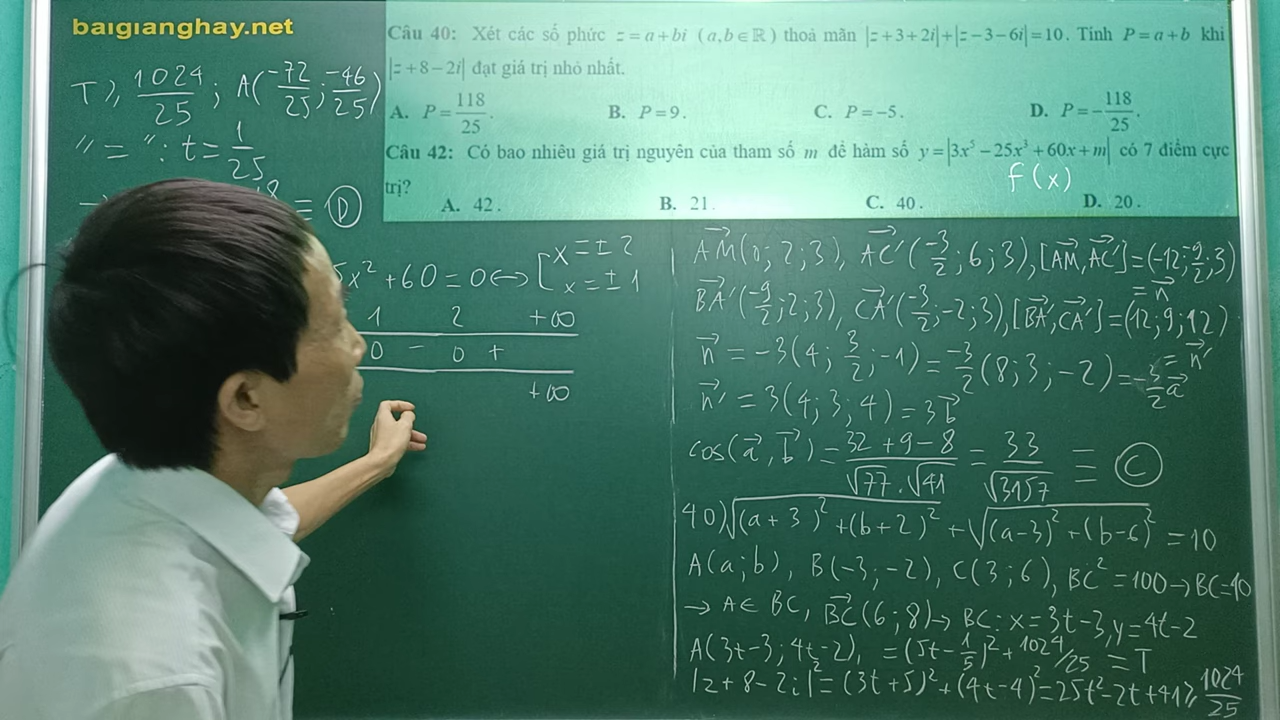 baigianghay.net
Câu 40: Xét các số phức z = a + bi (a, b ∈ ℝ) thoả mãn |z+3+2i|+|z−3−6i|=10. Tính P = a + b khi
|z+8−2i| đạt giá trị nhỏ nhất.
A. P = 118/25. B. P = 9. C. P = −5. D. P = −118/25.
Câu 42: Có bao nhiêu giá trị nguyên của tham số m để hàm số y = |3x⁵ − 25x³ + 60x + m| có 7 điểm cực
trị?
f(x)
A. 42. B. 21. C. 40. D. 20.
T ≥ 1024/25 ; A(-72/25 ; -46/25)
" = " : t = 1/25
= Ⓓ
x² + 60 = 0 ⇔ [x = ± 2
x = ± 1
1 2 +∞
0 − 0 +
+∞
AM→(0; 2; 3), AC'→(-3/2; 6; 3), [AM→, AC'→] = (-12; -9/2; 3)
= n→
BA'→(-9/2; 2; 3), CA'→(-3/2; -2; 3), [BA'→, CA'→] = (12; 9; 12)
= n'→
n→ = -3(4; 3/2; -1) = -3/2(8; 3; -2) = -3/2 a→
n'→ = 3(4; 3; 4) = 3b→
cos(a→, b→) = (32 + 9 − 8)/(√77 . √41) = 33/√3157 ≡ Ⓒ
40) √((a+3)² + (b+2)²) + √((a-3)² + (b-6)²) = 10
A(a; b), B(-3; -2), C(3; 6), BC² = 100 → BC = 10
→ A ∈ BC, BC→(6; 8) → BC: x = 3t-3, y = 4t-2
A(3t-3; 4t-2), = (5t - 1/5)² + 1024/25 = T
|z+8-2i|² = (3t+5)² + (4t-4)² = 25t² - 2t + 41 ≥ 1024/25